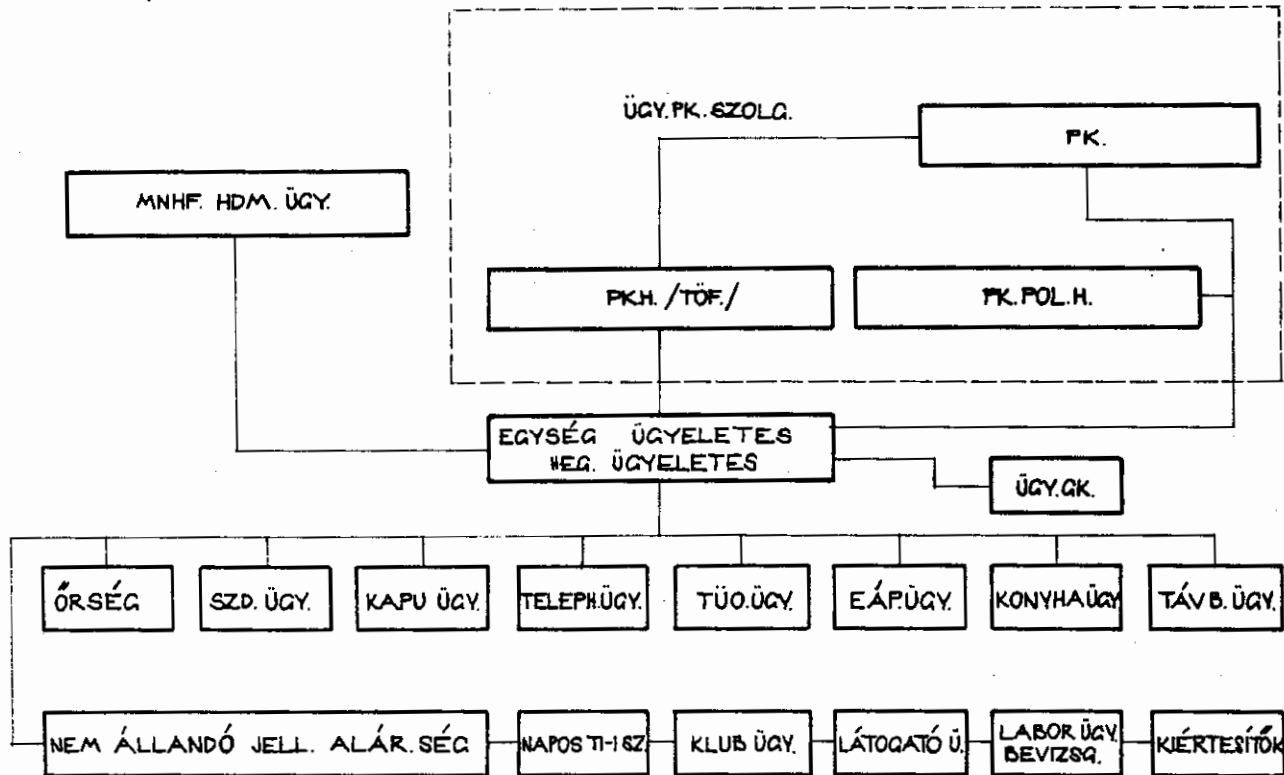 ÜGY.PK.SZOLG.
PK.
MNHF. HDM. ÜGY.
PK.H. /TÖF./
PK.POL.H.
EGYSÉG ÜGYELETES
HEG. ÜGYELETES
ÜGY.GK.
ŐRSÉG
SZD. ÜGY.
KAPU ÜGY.
TELEPH.ÜGY.
TÜO.ÜGY.
EÁP.ÜGY.
KONYHAÜGY
TÁV B. ÜGY.
NEM ÁLLANDÓ JELL. ALÁR.SÉG
NAPOS TI-I SZ.
KLUB ÜGY.
LÁTOGATÓ Ü.
LABOR ÜGY.
BEVIZSG.
KIÉRTESÍTŐK